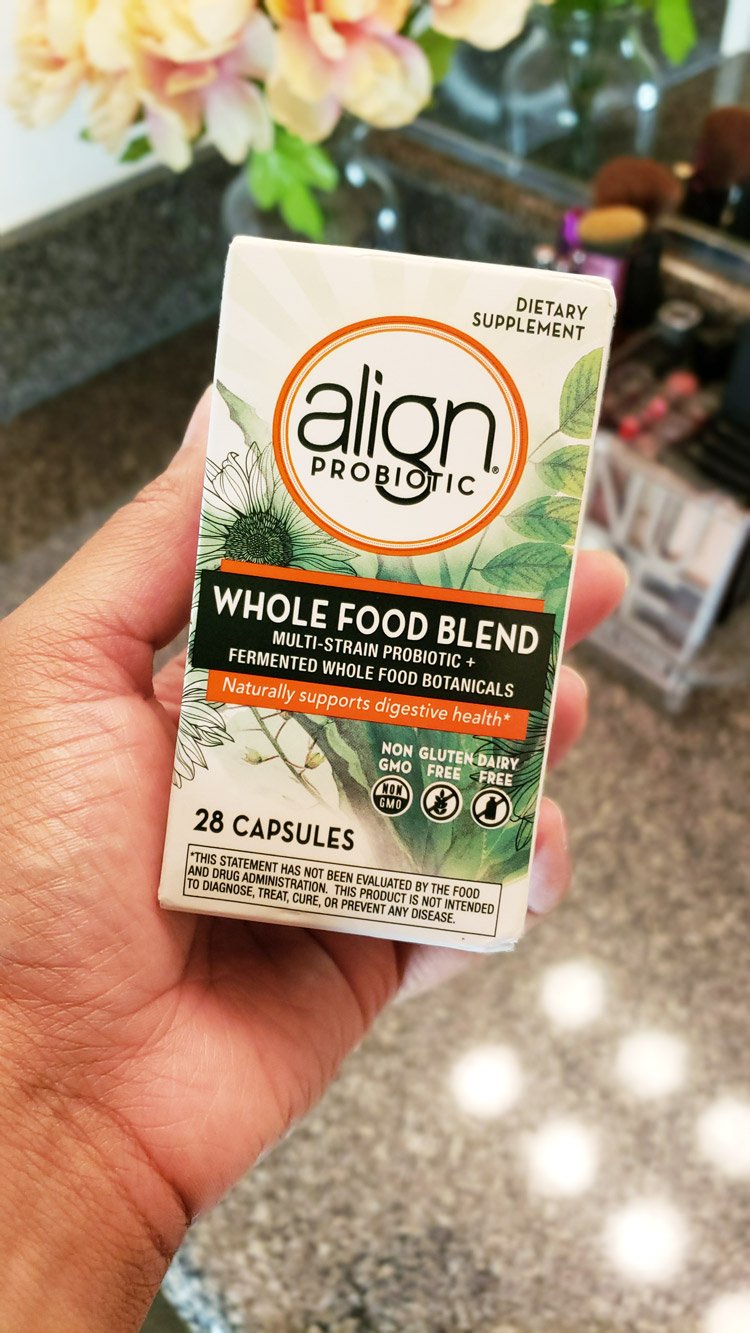 DIETARY
SUPPLEMENT
align®
PROBIOTIC
WHOLE FOOD BLEND
MULTI-STRAIN PROBIOTIC +
FERMENTED WHOLE FOOD BOTANICALS
Naturally supports digestive health*
NON GMO
GLUTEN FREE
DAIRY FREE
NON
GMO
28 CAPSULES
*THIS STATEMENT HAS NOT BEEN EVALUATED BY THE FOOD
AND DRUG ADMINISTRATION. THIS PRODUCT IS NOT INTENDED
TO DIAGNOSE, TREAT, CURE, OR PREVENT ANY DISEASE.